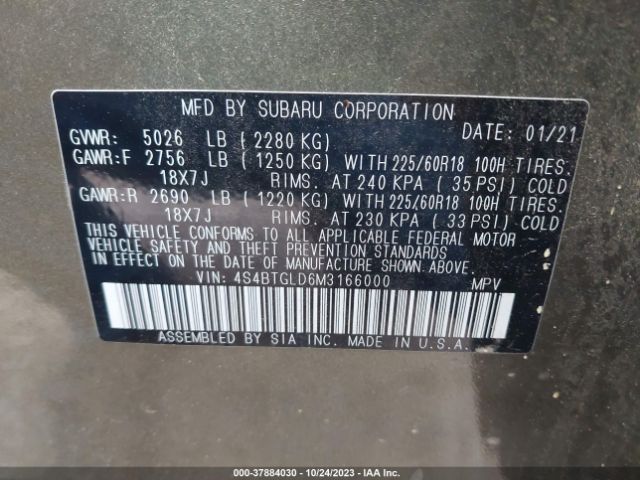 MFD BY SUBARU CORPORATION
DATE: 01/21
GVWR: 5026 LB ( 2280 KG)
GAWR:F 2756 LB ( 1250 KG) WITH 225/60R18 100H TIRES.
18X7J RIMS. AT 240 KPA ( 35 PSI) COLD
GAWR:R 2690 LB ( 1220 KG) WITH 225/60R18 100H TIRES.
18X7J RIMS. AT 230 KPA ( 33 PSI) COLD
THIS VEHICLE CONFORMS TO ALL APPLICABLE FEDERAL MOTOR
VEHICLE SAFETY AND THEFT PREVENTION STANDARDS
IN EFFECT ON THE DATE OF MANUFACTURE SHOWN ABOVE.
VIN: 4S4BTGLD6M3166000 MPV
ASSEMBLED BY SIA INC. MADE IN U.S.A.
000-37884030 - 10/24/2023 - IAA Inc.